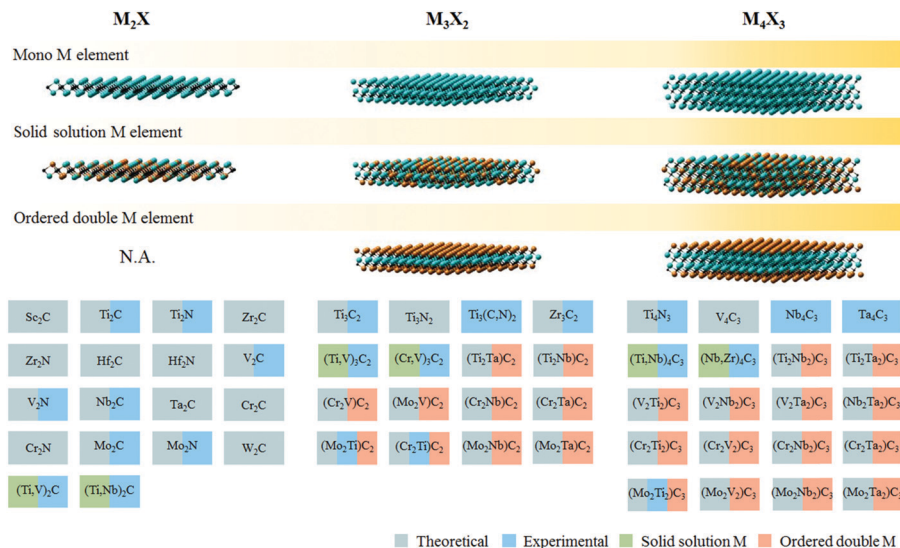 M₂X M₃X₂ M₄X₃
Mono M element
Solid solution M element
Ordered double M element
N.A.
Sc₂C Ti₂C Ti₂N Zr₂C Ti₃C₂ Ti₃N₂ Ti₃(C,N)₂ Zr₃C₂ Ti₄N₃ V₄C₃ Nb₄C₃ Ta₄C₃
Zr₂N Hf₂C Hf₂N V₂C (Ti,V)₃C₂ (Cr,V)₃C₂ (Ti₂Ta)C₂ (Ti₂Nb)C₂ (Ti,Nb)₄C₃ (Nb,Zr)₄C₃ (Ti₂Nb₂)C₃ (Ti₂Ta₂)C₃
V₂N Nb₂C Ta₂C Cr₂C (Cr₂V)C₂ (Mo₂V)C₂ (Cr₂Nb)C₂ (Cr₂Ta)C₂ (V₂Ti₂)C₃ (V₂Nb₂)C₃ (V₂Ta₂)C₃ (Nb₂Ta₂)C₃
Cr₂N Mo₂C Mo₂N W₂C (Mo₂Ti)C₂ (Cr₂Ti)C₂ (Mo₂Nb)C₂ (Mo₂Ta)C₂ (Cr₂Ti₂)C₃ (Cr₂V₂)C₃ (Cr₂Nb₂)C₃ (Cr₂Ta₂)C₃
(Ti,V)₂C (Ti,Nb)₂C (Mo₂Ti₂)C₃ (Mo₂V₂)C₃ (Mo₂Nb₂)C₃ (Mo₂Ta₂)C₃
Theoretical Experimental Solid solution M Ordered double M